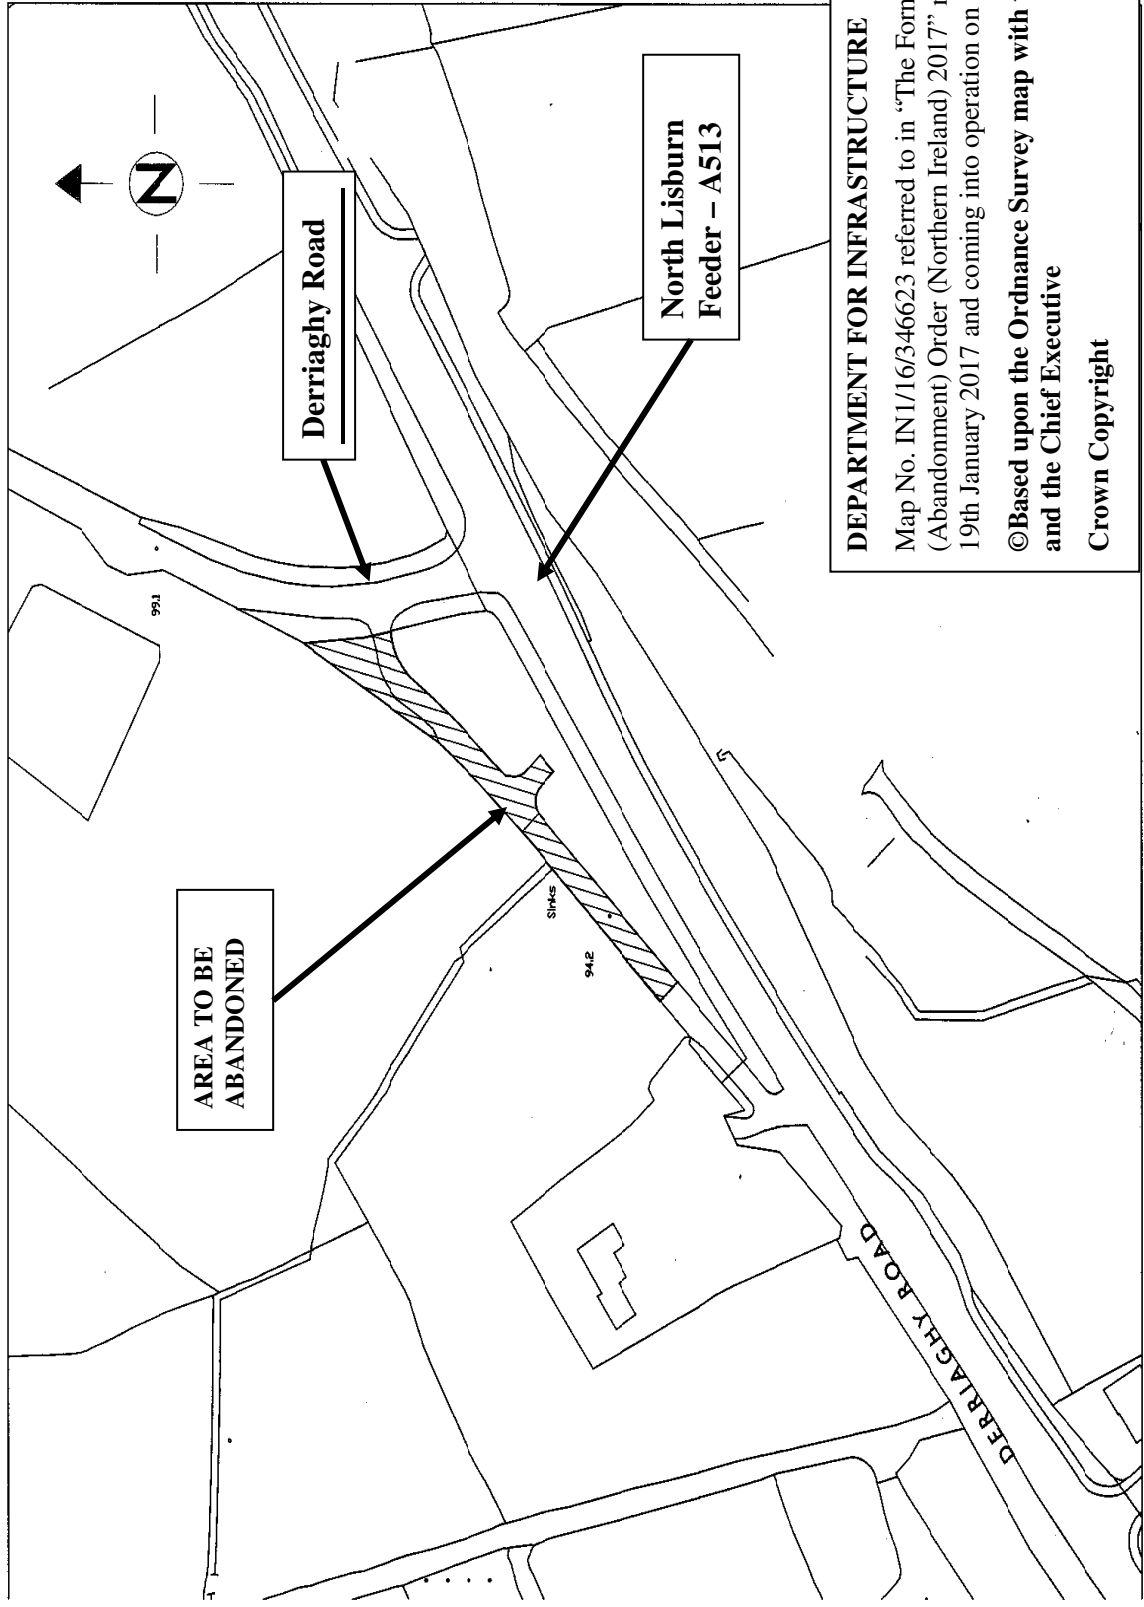 N
Derriaghy Road
North Lisburn
Feeder – A513
AREA TO BE
ABANDONED
99.1
Sinks
94.2
DERRIAGHY ROAD
DEPARTMENT FOR INFRASTRUCTURE
Map No. IN1/16/346623 referred to in “The Forn
(Abandonment) Order (Northern Ireland) 2017”
19th January 2017 and coming into operation on
©Based upon the Ordnance Survey map with
and the Chief Executive
Crown Copyright